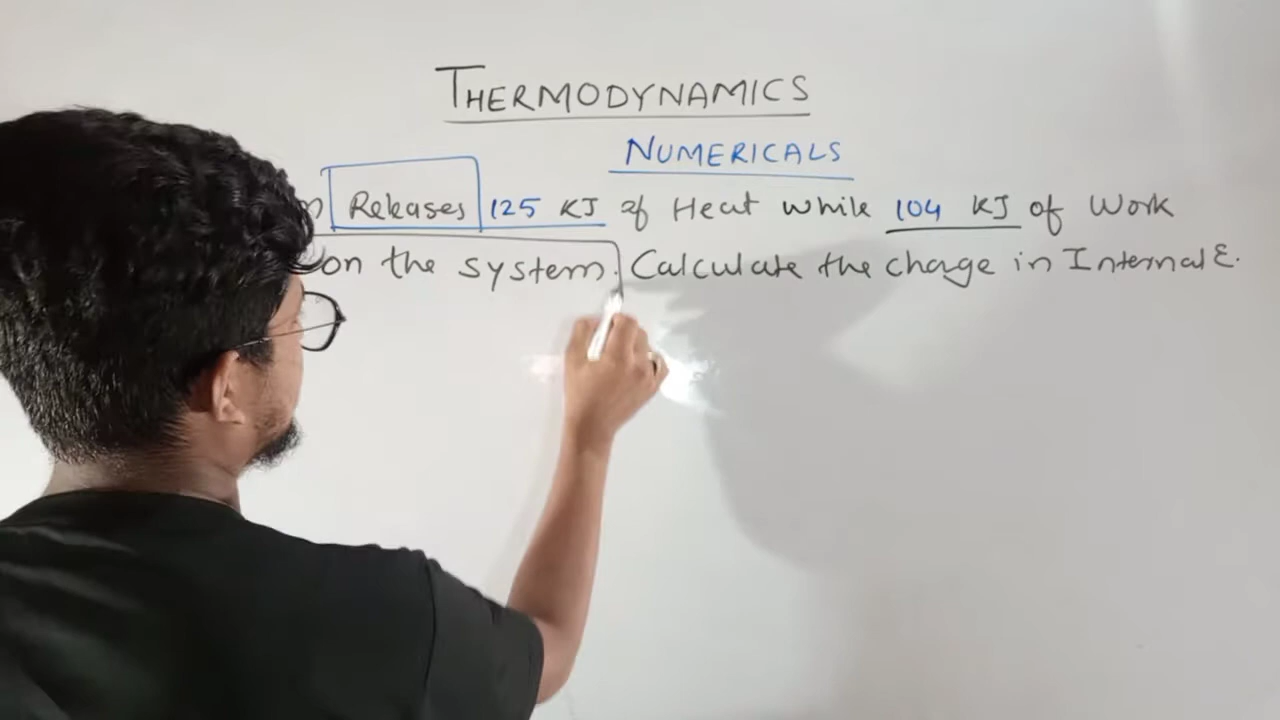 THERMODYNAMICS
NUMERICALS
Releases 125 KJ of Heat while 104 KJ of Work
on the system. Calculate the chage in Internal E.